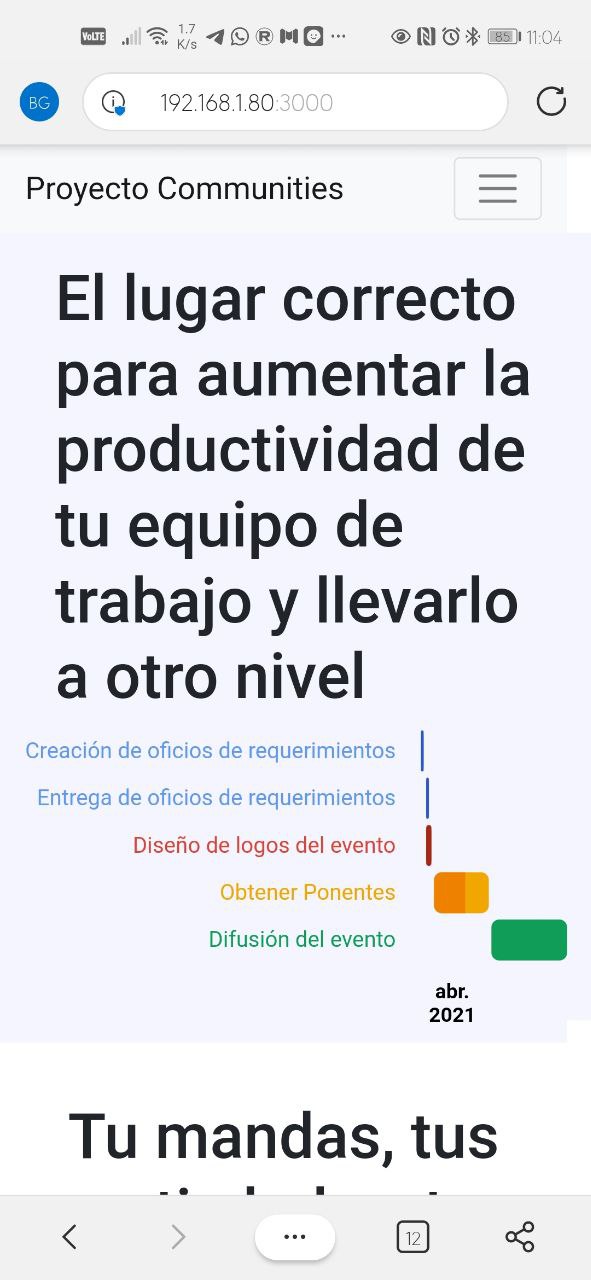 VoLTE 1.7 K/s 85 11:04
BG 192.168.1.80:3000
Proyecto Communities
El lugar correcto
para aumentar la
productividad de
tu equipo de
trabajo y llevarlo
a otro nivel
Creación de oficios de requerimientos
Entrega de oficios de requerimientos
Diseño de logos del evento
Obtener Ponentes
Difusión del evento
abr.
2021
Tu mandas, tus
12